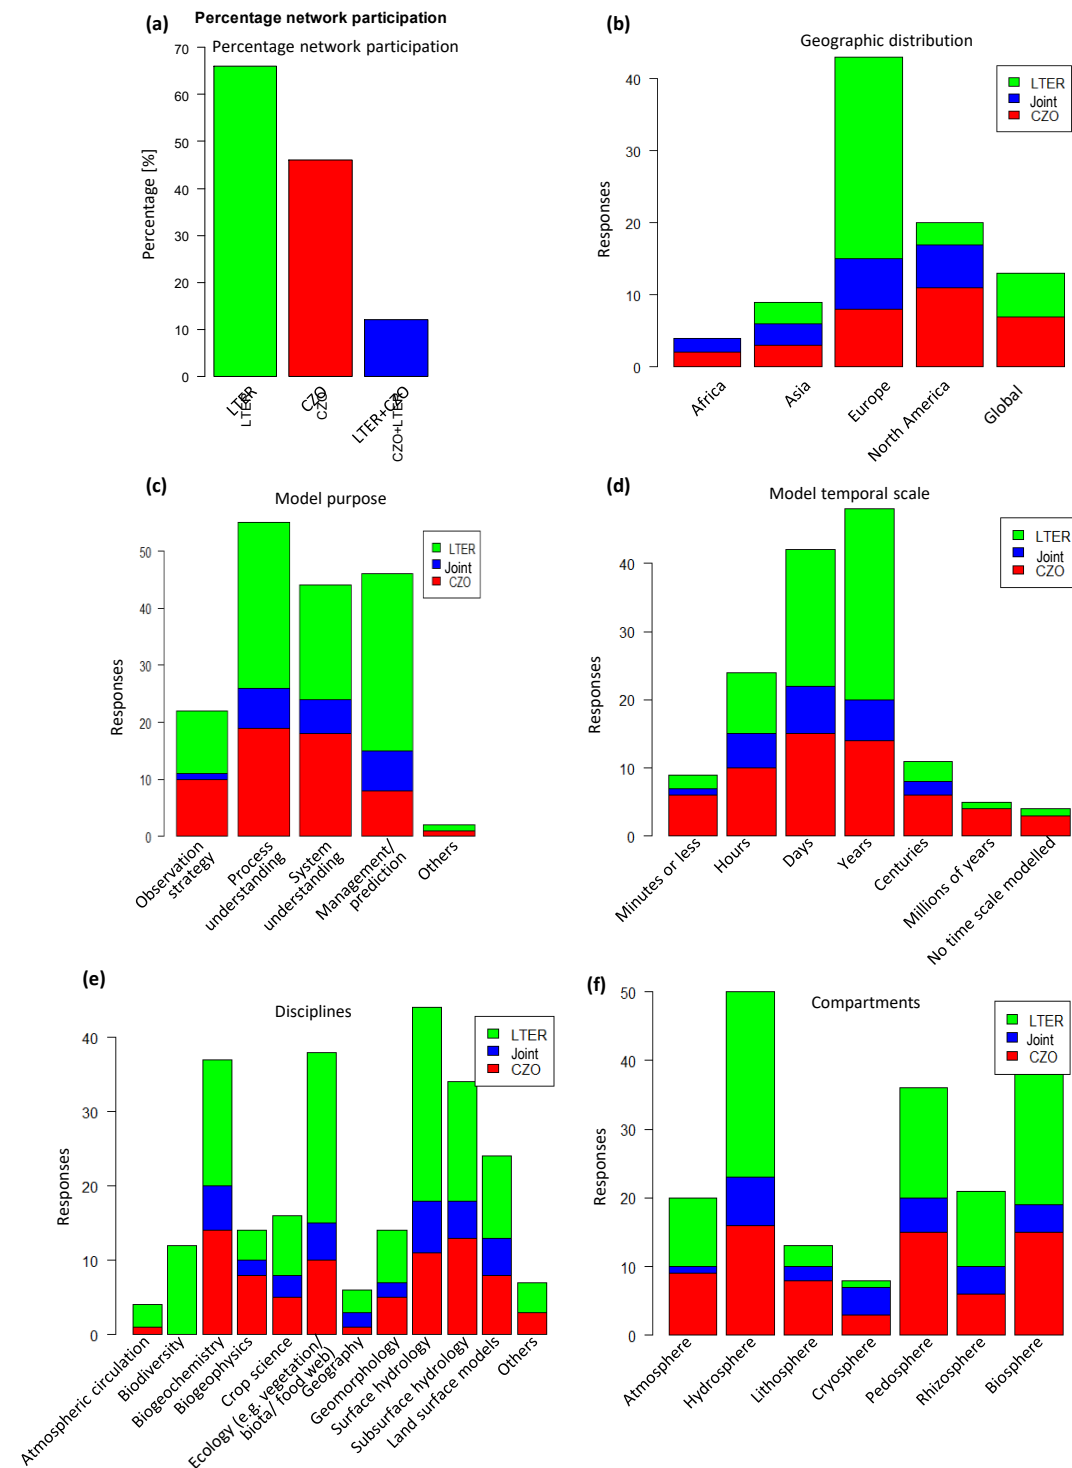 (a)
Percentage network participation
Percentage network participation
Percentage [%]
70
60
50
40
30
20
10
0
LTER
LTER
CZO
CZO
LTER+CZO
CZO+LTER
(b)
Geographic distribution
Responses
40
30
20
10
0
LTER
Joint
CZO
Africa
Asia
Europe
North America
Global
(c)
Model purpose
Responses
50
40
30
20
10
0
LTER
Joint
CZO
Observation
strategy
Process
understanding
System
understanding
Management/
prediction
Others
(d)
Model temporal scale
Responses
40
30
20
10
0
LTER
Joint
CZO
Minutes or less
Hours
Days
Years
Centuries
Millions of years
No time scale modelled
(e)
Disciplines
Responses
40
30
20
10
0
LTER
Joint
CZO
Atmospheric circulation
Biodiversity
Biogeochemistry
Biogeophysics
Crop science
Ecology (e.g. vegetation/
biota/ food web)
Geography
Geomorphology
Surface hydrology
Subsurface hydrology
Land surface models
Others
(f)
Compartments
Responses
50
40
30
20
10
0
LTER
Joint
CZO
Atmosphere
Hydrosphere
Lithosphere
Cryosphere
Pedosphere
Rhizosphere
Biosphere